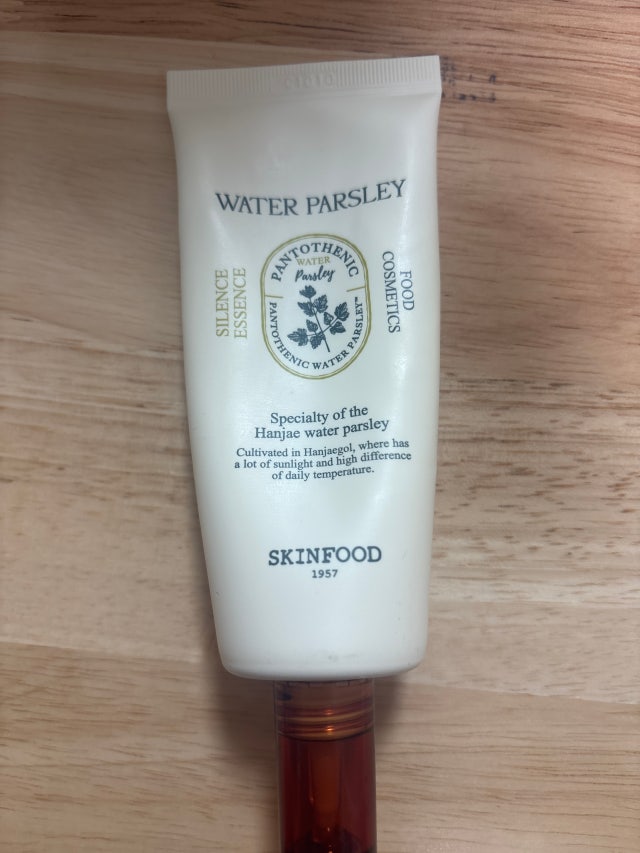 WATER PARSLEY
PANTOTHENIC
WATER
Parsley
PANTOTHENIC WATER PARSLEY™
SILENCE
ESSENCE
FOOD
COSMETICS
Specialty of the
Hanjae water parsley
Cultivated in Hanjaegol, where has
a lot of sunlight and high difference
of daily temperature.
SKINFOOD
1957